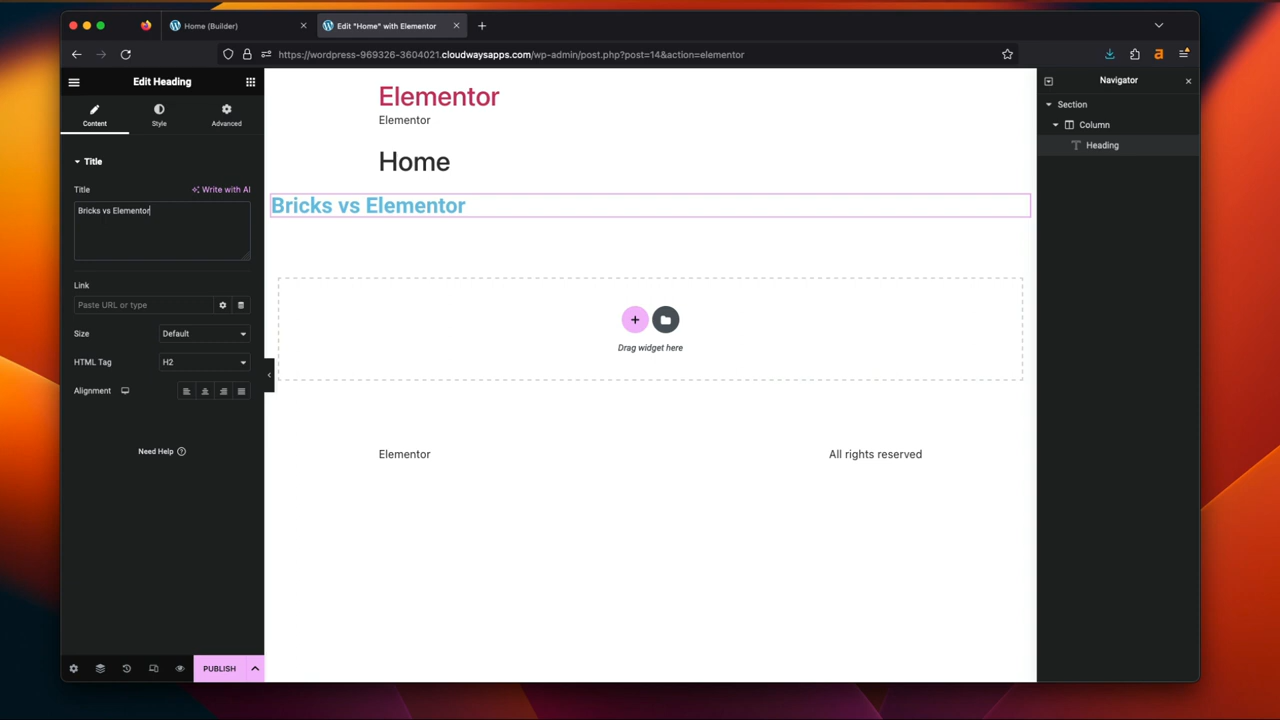 Home (Builder)
Edit "Home" with Elementor
https://wordpress-969326-3604021.cloudwaysapps.com/wp-admin/post.php?post=14&action=elementor
Edit Heading
Content
Style
Advanced
Title
Title
Write with AI
Bricks vs Elementor
Link
Paste URL or type
Size
Default
HTML Tag
H2
Alignment
Need Help
PUBLISH
Elementor
Elementor
Home
Bricks vs Elementor
Drag widget here
Elementor
All rights reserved
Navigator
Section
Column
Heading